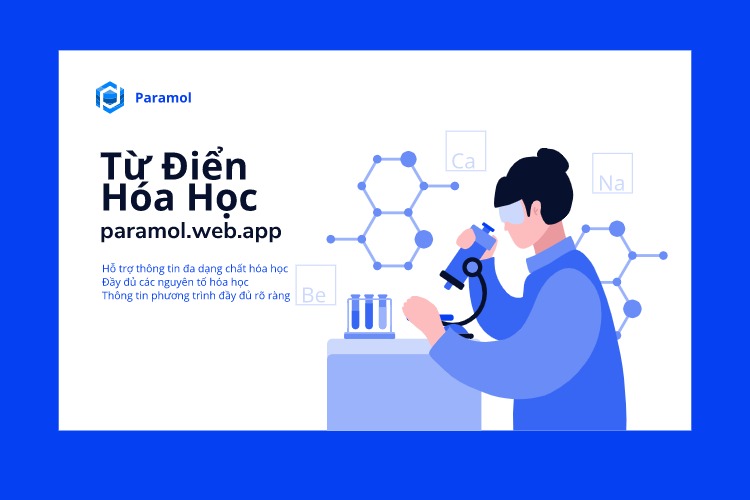 Paramol
Từ Điển
Hóa Học
paramol.web.app
Hỗ trợ thông tin đa dạng chất hóa học
Đầy đủ các nguyên tố hóa học
Thông tin phương trình đầy đủ rõ ràng
Ca
Na
Be